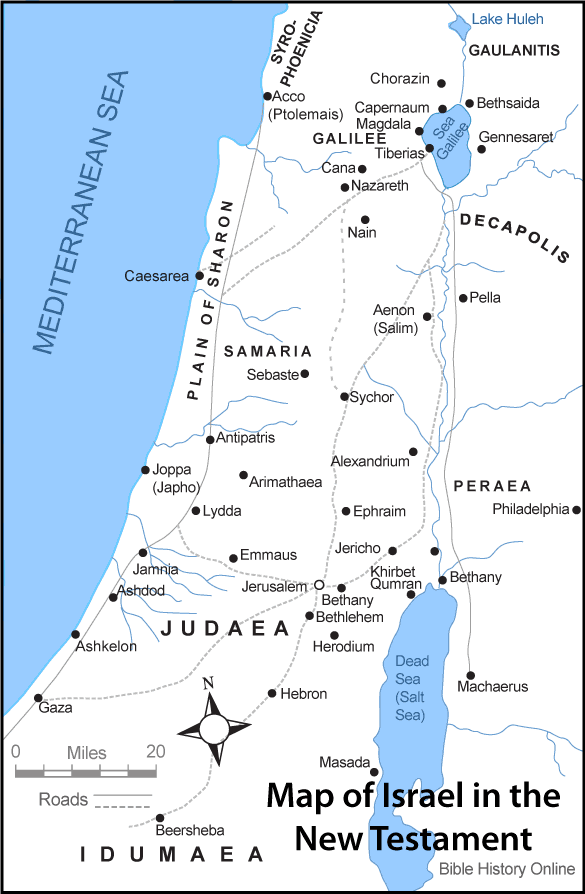 Lake Huleh
SYRO-
PHOENICIA
GAULANITIS
MEDITERRANEAN SEA
Chorazin
Acco
(Ptolemais)
Capernaum
Bethsaida
Magdala
Sea
Galilee
GALILEE
Gennesaret
Tiberias
Cana
Nazareth
Nain
DECAPOLIS
PLAIN OF SHARON
Caesarea
Pella
Aenon
(Salim)
SAMARIA
Sebaste
Sychor
Antipatris
Alexandrium
Joppa
(Japho)
Arimathaea
PERAEA
Lydda
Ephraim
Philadelphia
Emmaus
Jericho
Jamnia
Khirbet
Qumran
Bethany
Ashdod
Jerusalem
Bethany
Bethlehem
JUDAEA
Herodium
Ashkelon
Dead
Sea
(Salt
Sea)
Machaerus
N
Hebron
Gaza
0 Miles 20
Masada
Roads
Map of Israel in the
New Testament
Beersheba
IDUMAEA
Bible History Online